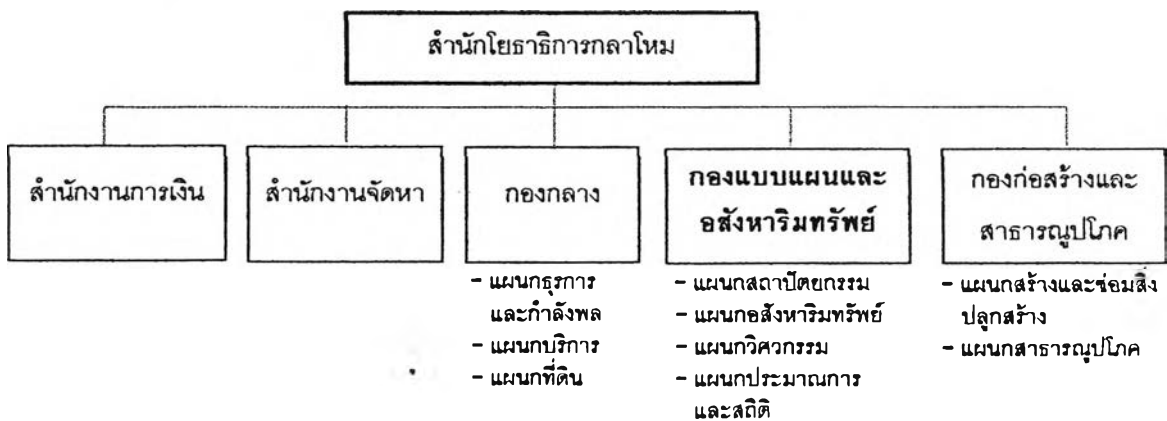 สำนักโยธาธิการกลาโหม
สำนักงานการเงิน
สำนักงานจัดหา
กองกลาง
- แผนกธุรการ
และกำลังพล
- แผนกบริการ
- แผนกที่ดิน
กองแบบแผนและ
อสังหาริมทรัพย์
- แผนกสถาปัตยกรรม
- แผนกอสังหาริมทรัพย์
- แผนกวิศวกรรม
- แผนกประมาณการ
และสถิติ
กองก่อสร้างและ
สาธารณูปโภค
- แผนกสร้างและซ่อมสิ่ง
ปลูกสร้าง
- แผนกสาธารณูปโภค